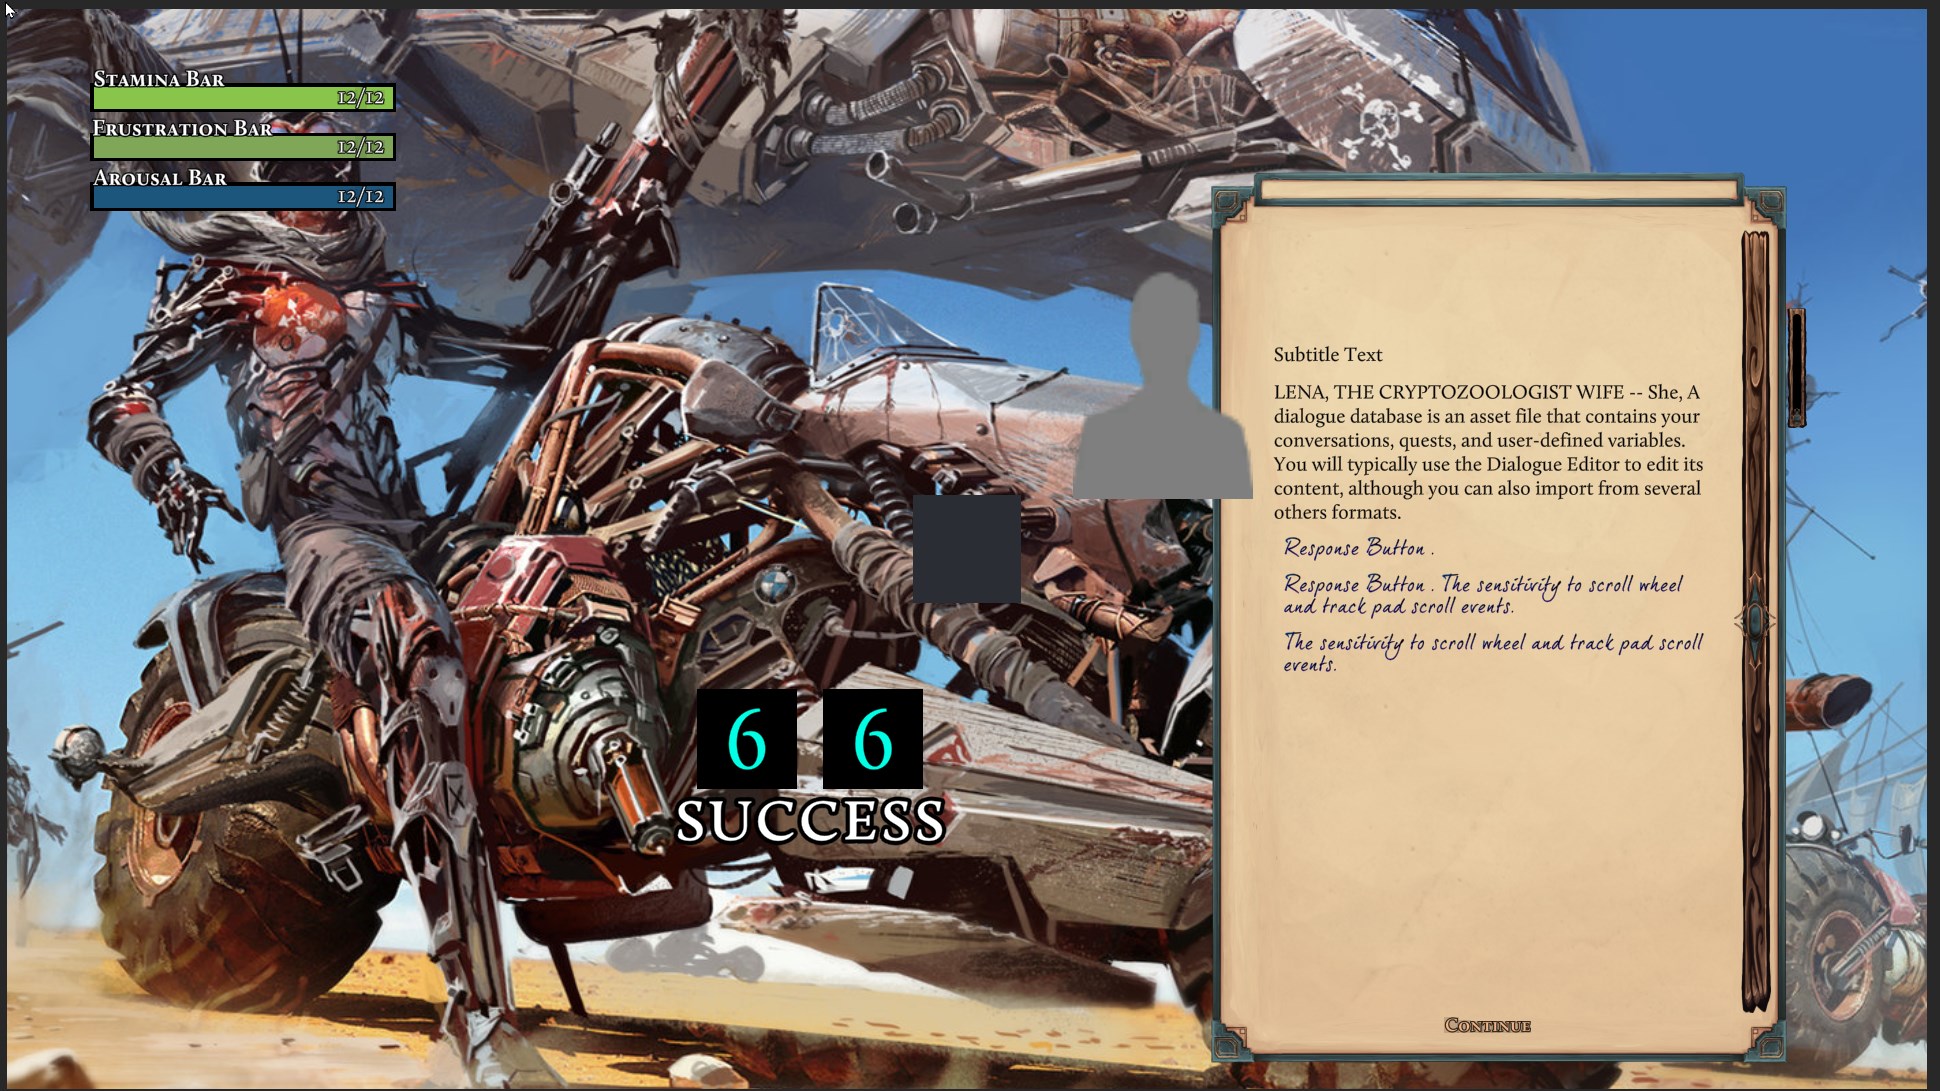 STAMINA BAR
12/12
FRUSTRATION BAR
12/12
AROUSAL BAR
12/12
Subtitle Text
LENA, THE CRYPTOZOOLOGIST WIFE -- She, A
dialogue database is an asset file that contains your
conversations, quests, and user-defined variables.
You will typically use the Dialogue Editor to edit its
content, although you can also import from several
others formats.
Response Button .
Response Button . The sensitivity to scroll wheel
and track pad scroll events.
The sensitivity to scroll wheel and track pad scroll
events.
6 6
SUCCESS
CONTINUE